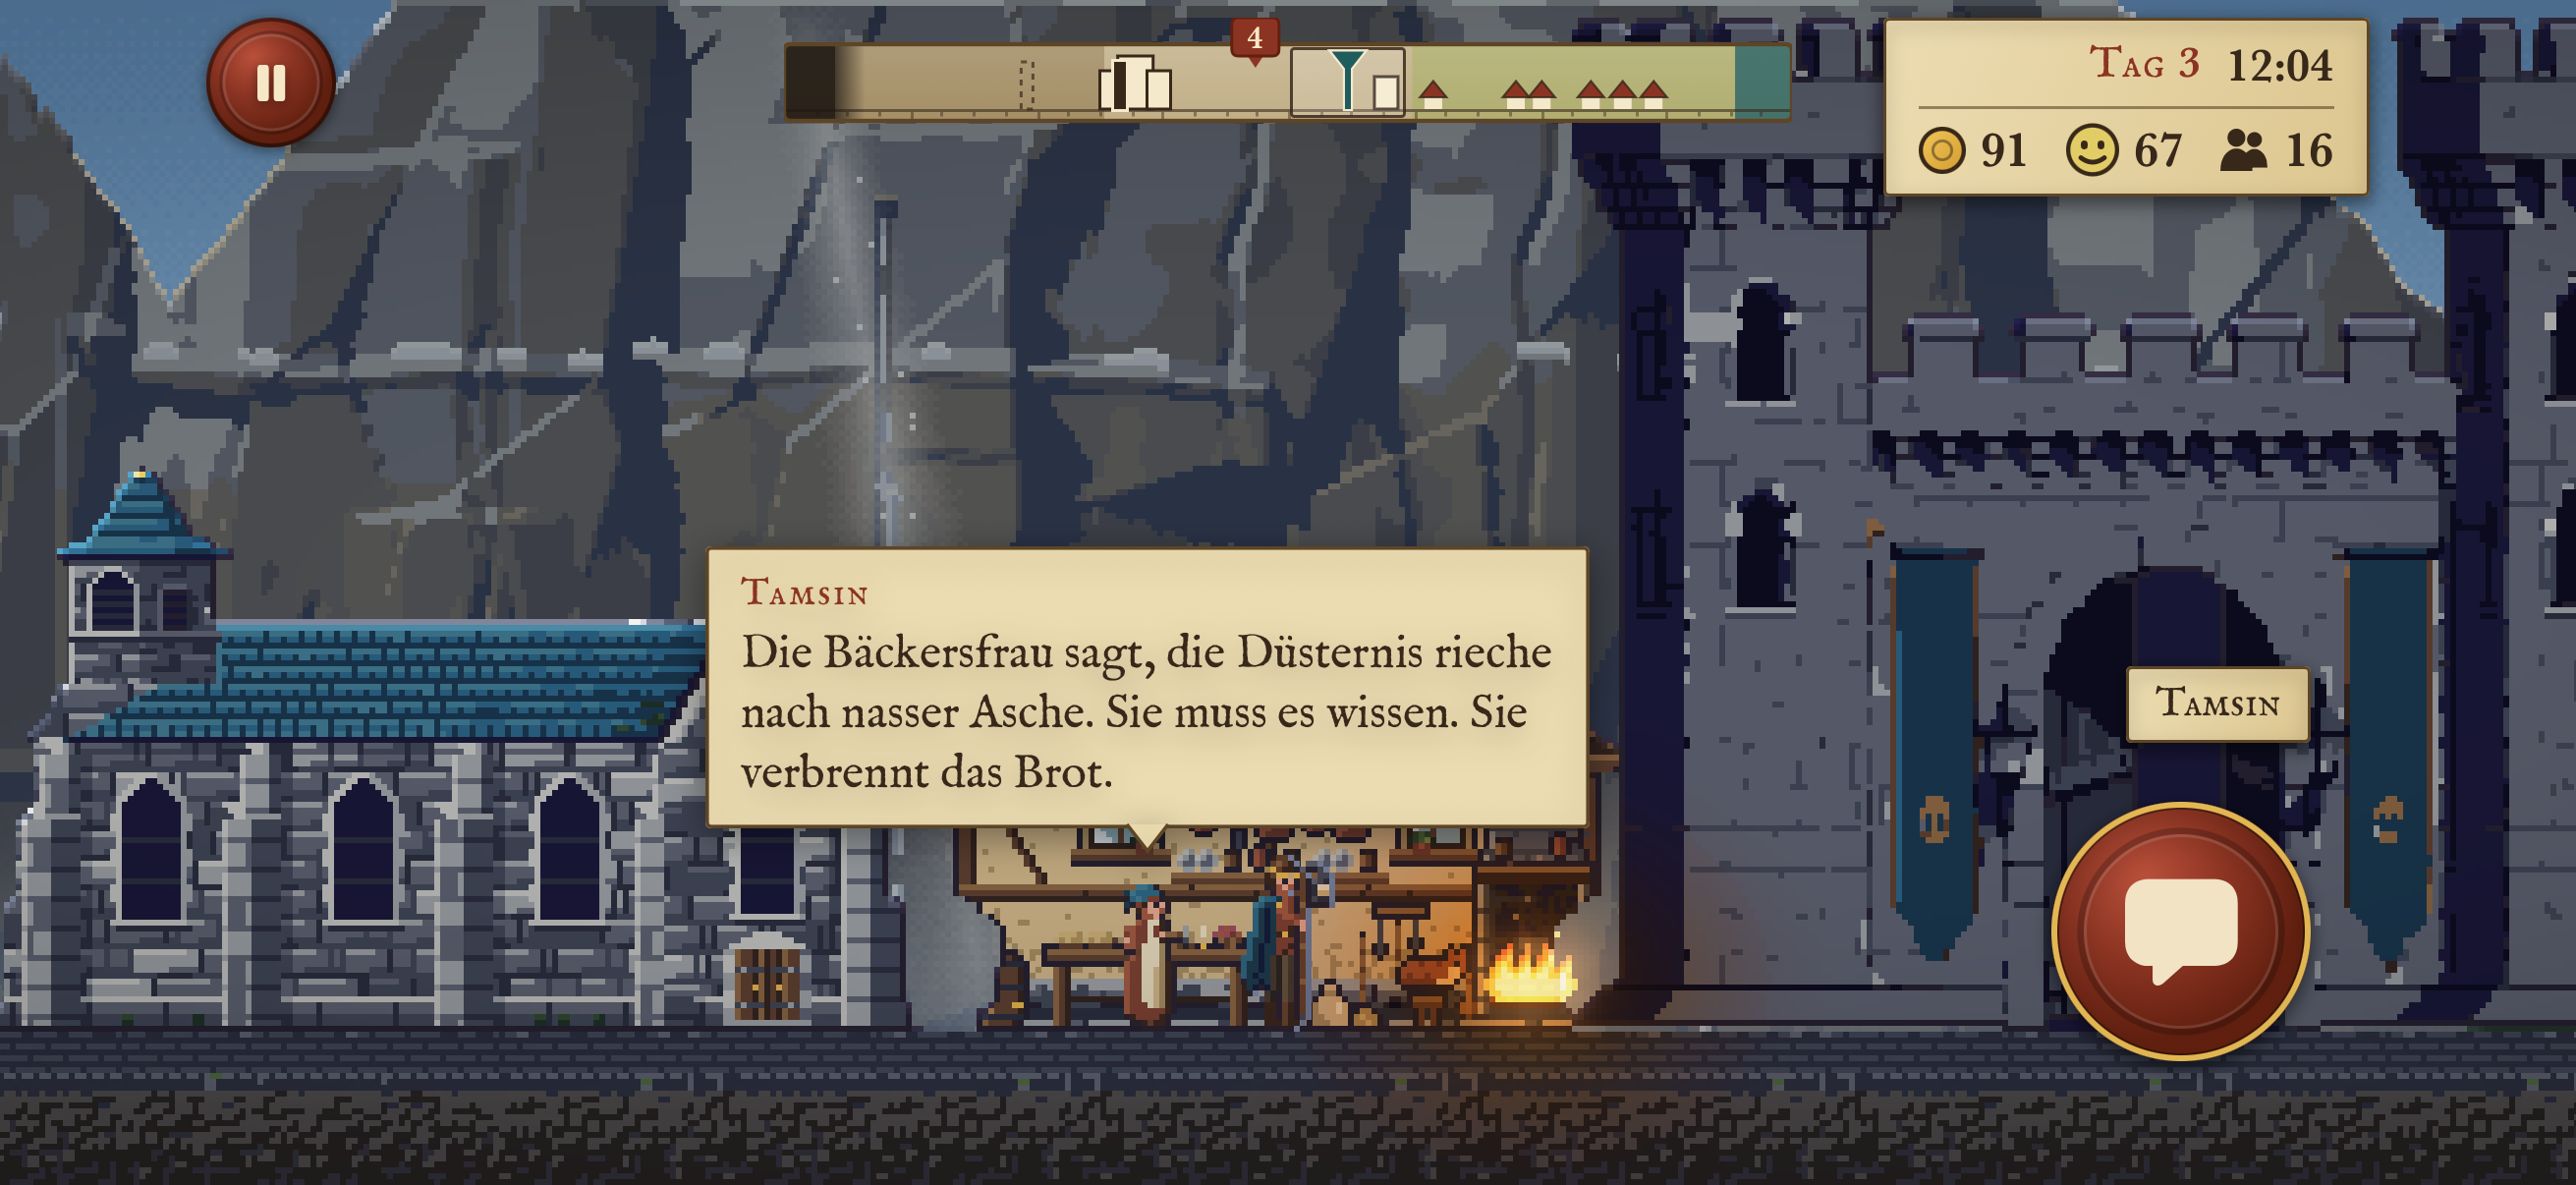 4
Tag 3 12:04
91 67 16
Tamsin
Die Bäckersfrau sagt, die Düsternis rieche
nach nasser Asche. Sie muss es wissen. Sie
verbrennt das Brot.
Tamsin